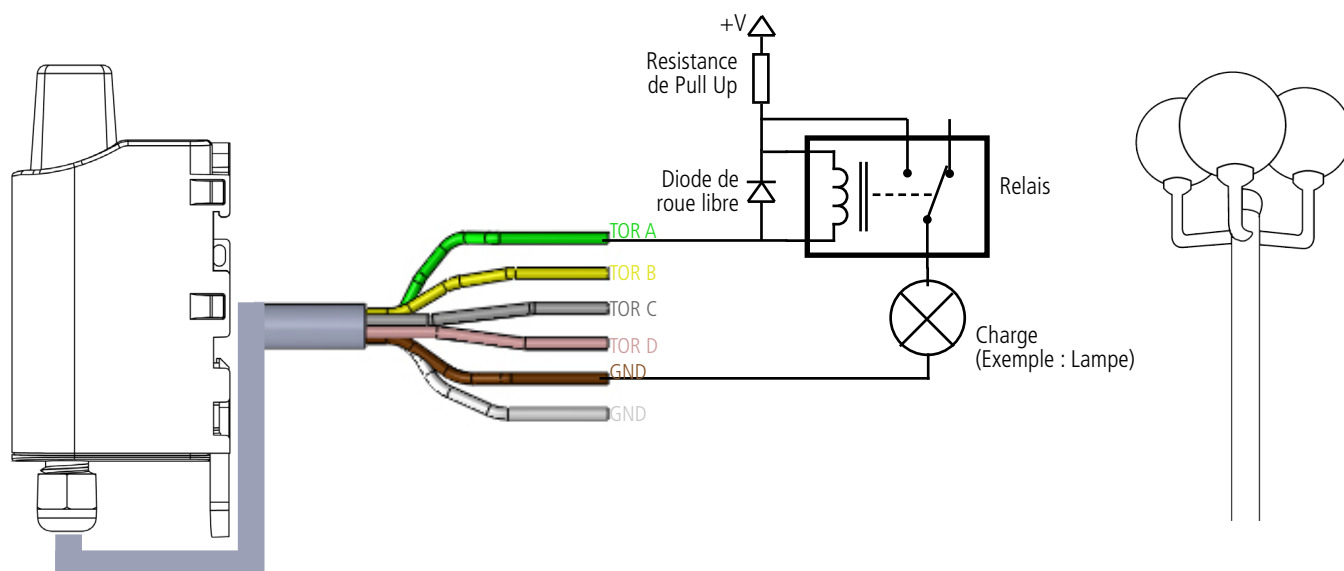 +V
Resistance
de Pull Up
Diode de
roue libre
Relais
TOR A
TOR B
TOR C
TOR D
GND
GND
Charge
(Exemple : Lampe)